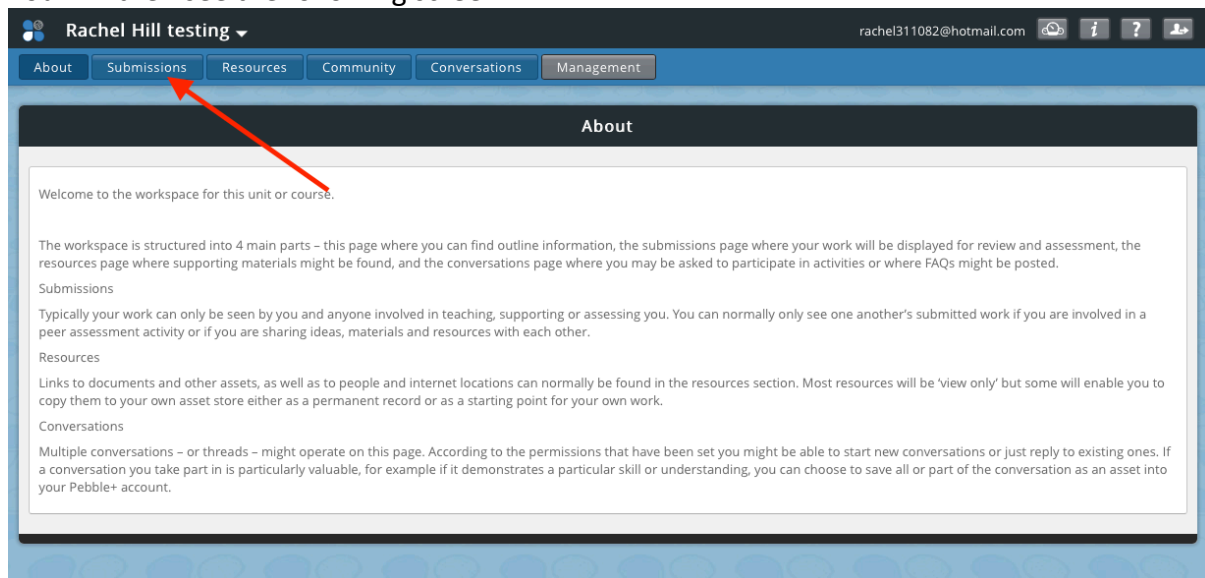 Rachel Hill testing
rachel311082@hotmail.com
i ?
About Submissions Resources Community Conversations Management
About
Welcome to the workspace for this unit or course.
The workspace is structured into 4 main parts – this page where you can find outline information, the submissions page where your work will be displayed for review and assessment, the
resources page where supporting materials might be found, and the conversations page where you may be asked to participate in activities or where FAQs might be posted.
Submissions
Typically your work can only be seen by you and anyone involved in teaching, supporting or assessing you. You can normally only see one another's submitted work if you are involved in a
peer assessment activity or if you are sharing ideas, materials and resources with each other.
Resources
Links to documents and other assets, as well as to people and internet locations can normally be found in the resources section. Most resources will be ‘view only’ but some will enable you to
copy them to your own asset store either as a permanent record or as a starting point for your own work.
Conversations
Multiple conversations – or threads – might operate on this page. According to the permissions that have been set you might be able to start new conversations or just reply to existing ones. If
a conversation you take part in is particularly valuable, for example if it demonstrates a particular skill or understanding, you can choose to save all or part of the conversation as an asset into
your Pebble+ account.